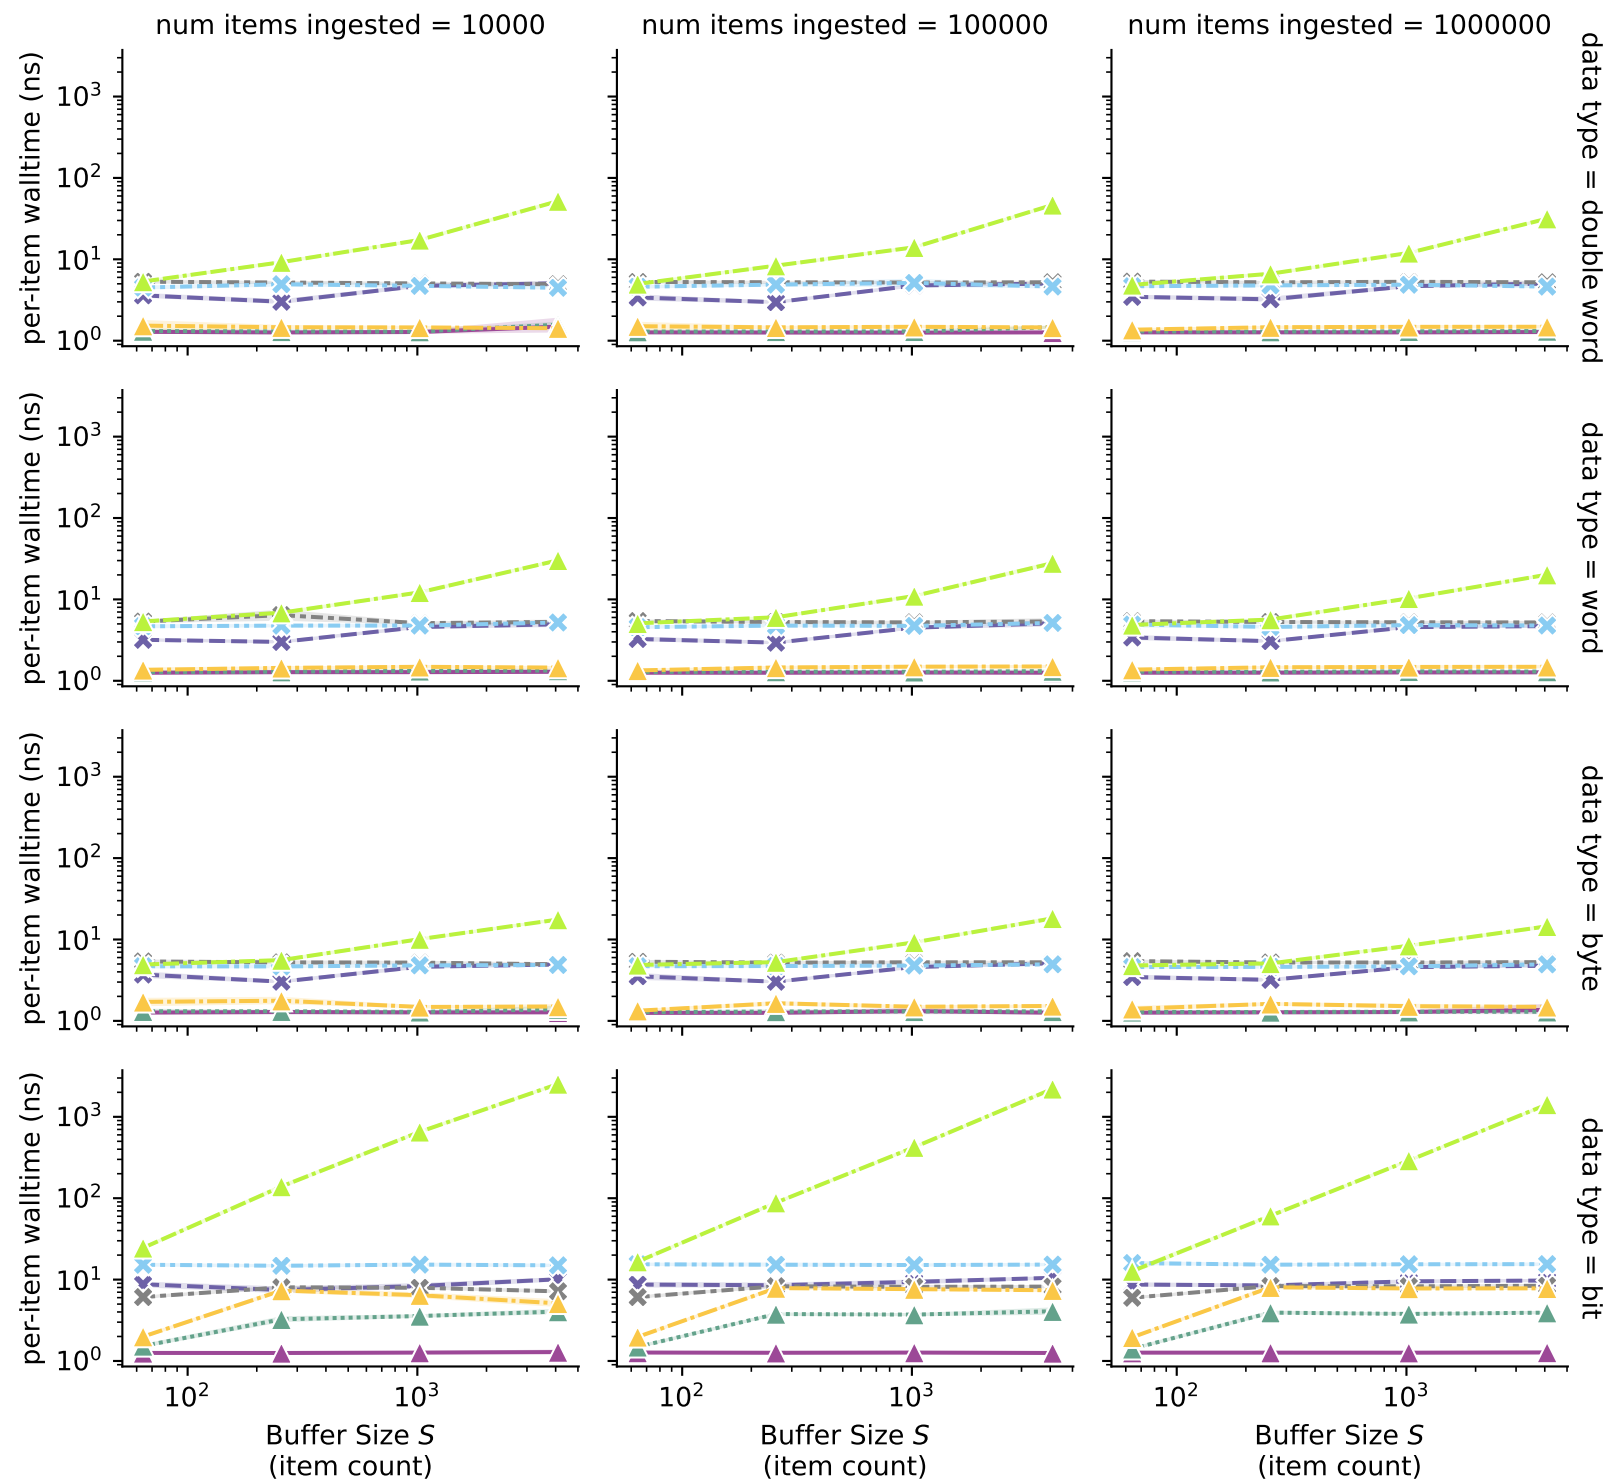 num items ingested = 10000
num items ingested = 100000
num items ingested = 1000000
per-item walltime (ns)
10³
10²
10¹
10⁰
data type = double word
per-item walltime (ns)
10³
10²
10¹
10⁰
data type = word
per-item walltime (ns)
10³
10²
10¹
10⁰
data type = byte
per-item walltime (ns)
10³
10²
10¹
10⁰
data type = bit
10² 10³
10² 10³
10² 10³
Buffer Size S
(item count)
Buffer Size S
(item count)
Buffer Size S
(item count)